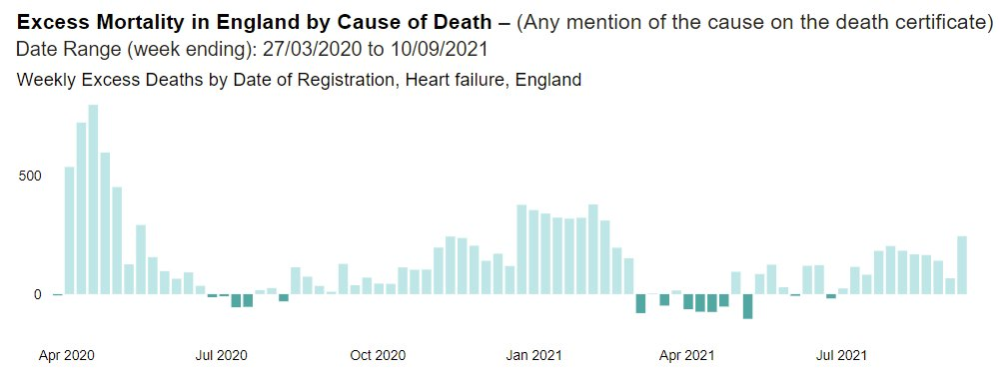 Excess Mortality in England by Cause of Death – (Any mention of the cause on the death certificate)
Date Range (week ending): 27/03/2020 to 10/09/2021
Weekly Excess Deaths by Date of Registration, Heart failure, England
500
0
Apr 2020 Jul 2020 Oct 2020 Jan 2021 Apr 2021 Jul 2021